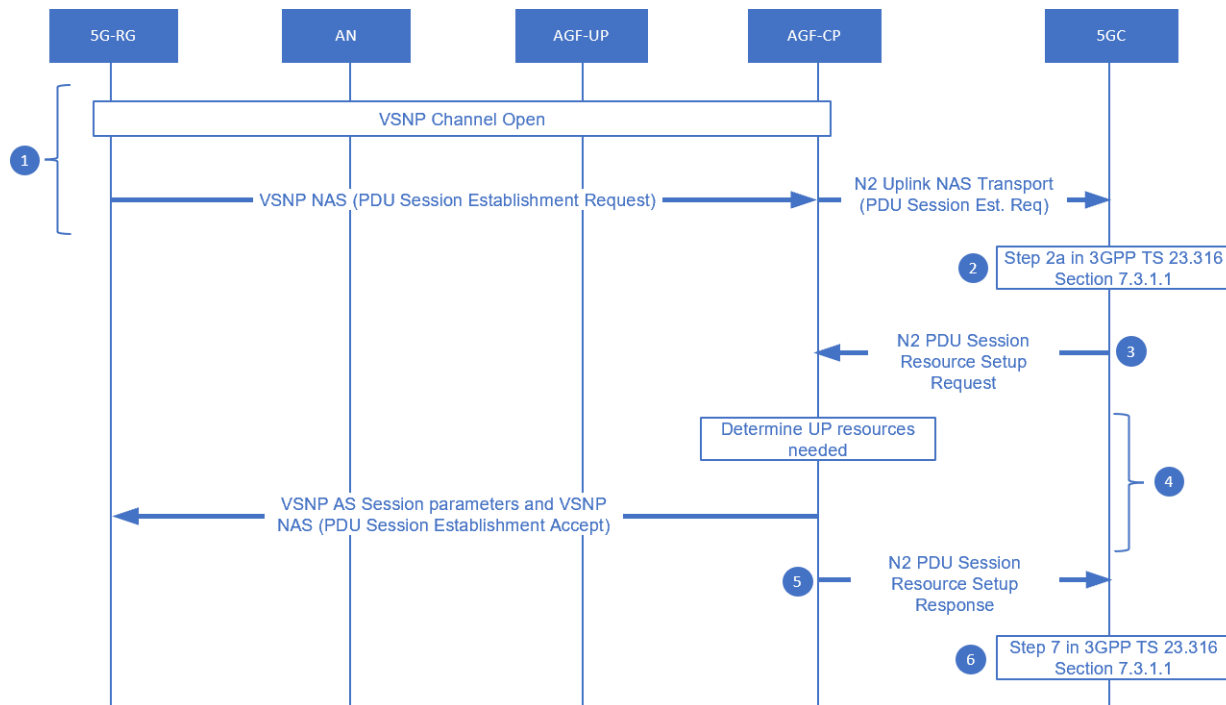 5G-RG
AN
AGF-UP
AGF-CP
5GC
VSNP Channel Open
1
VSNP NAS (PDU Session Establishment Request)
N2 Uplink NAS Transport
(PDU Session Est. Req)
2
Step 2a in 3GPP TS 23.316
Section 7.3.1.1
N2 PDU Session
Resource Setup
Request
3
Determine UP resources
needed
4
VSNP AS Session parameters and VSNP
NAS (PDU Session Establishment Accept)
5
N2 PDU Session
Resource Setup
Response
6
Step 7 in 3GPP TS 23.316
Section 7.3.1.1